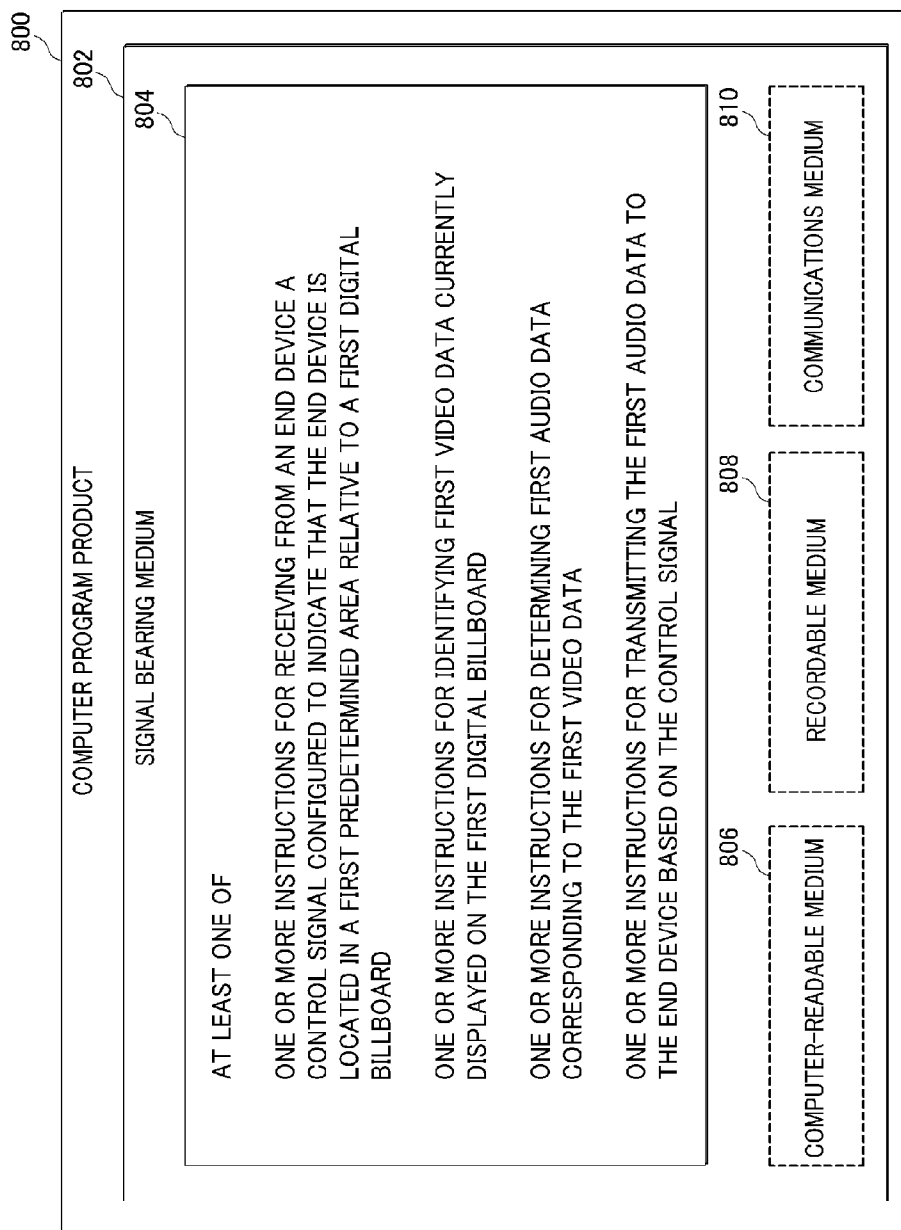 800
COMPUTER PROGRAM PRODUCT
802
SIGNAL BEARING MEDIUM
804
AT LEAST ONE OF
ONE OR MORE INSTRUCTIONS FOR RECEIVING FROM AN END DEVICE A
CONTROL SIGNAL CONFIGURED TO INDICATE THAT THE END DEVICE IS
LOCATED IN A FIRST PREDETERMINED AREA RELATIVE TO A FIRST DIGITAL
BILLBOARD
ONE OR MORE INSTRUCTIONS FOR IDENTIFYING FIRST VIDEO DATA CURRENTLY
DISPLAYED ON THE FIRST DIGITAL BILLBOARD
ONE OR MORE INSTRUCTIONS FOR DETERMINING FIRST AUDIO DATA
CORRESPONDING TO THE FIRST VIDEO DATA
ONE OR MORE INSTRUCTIONS FOR TRANSMITTING THE FIRST AUDIO DATA TO
THE END DEVICE BASED ON THE CONTROL SIGNAL
806
COMPUTER-READABLE MEDIUM
808
RECORDABLE MEDIUM
810
COMMUNICATIONS MEDIUM